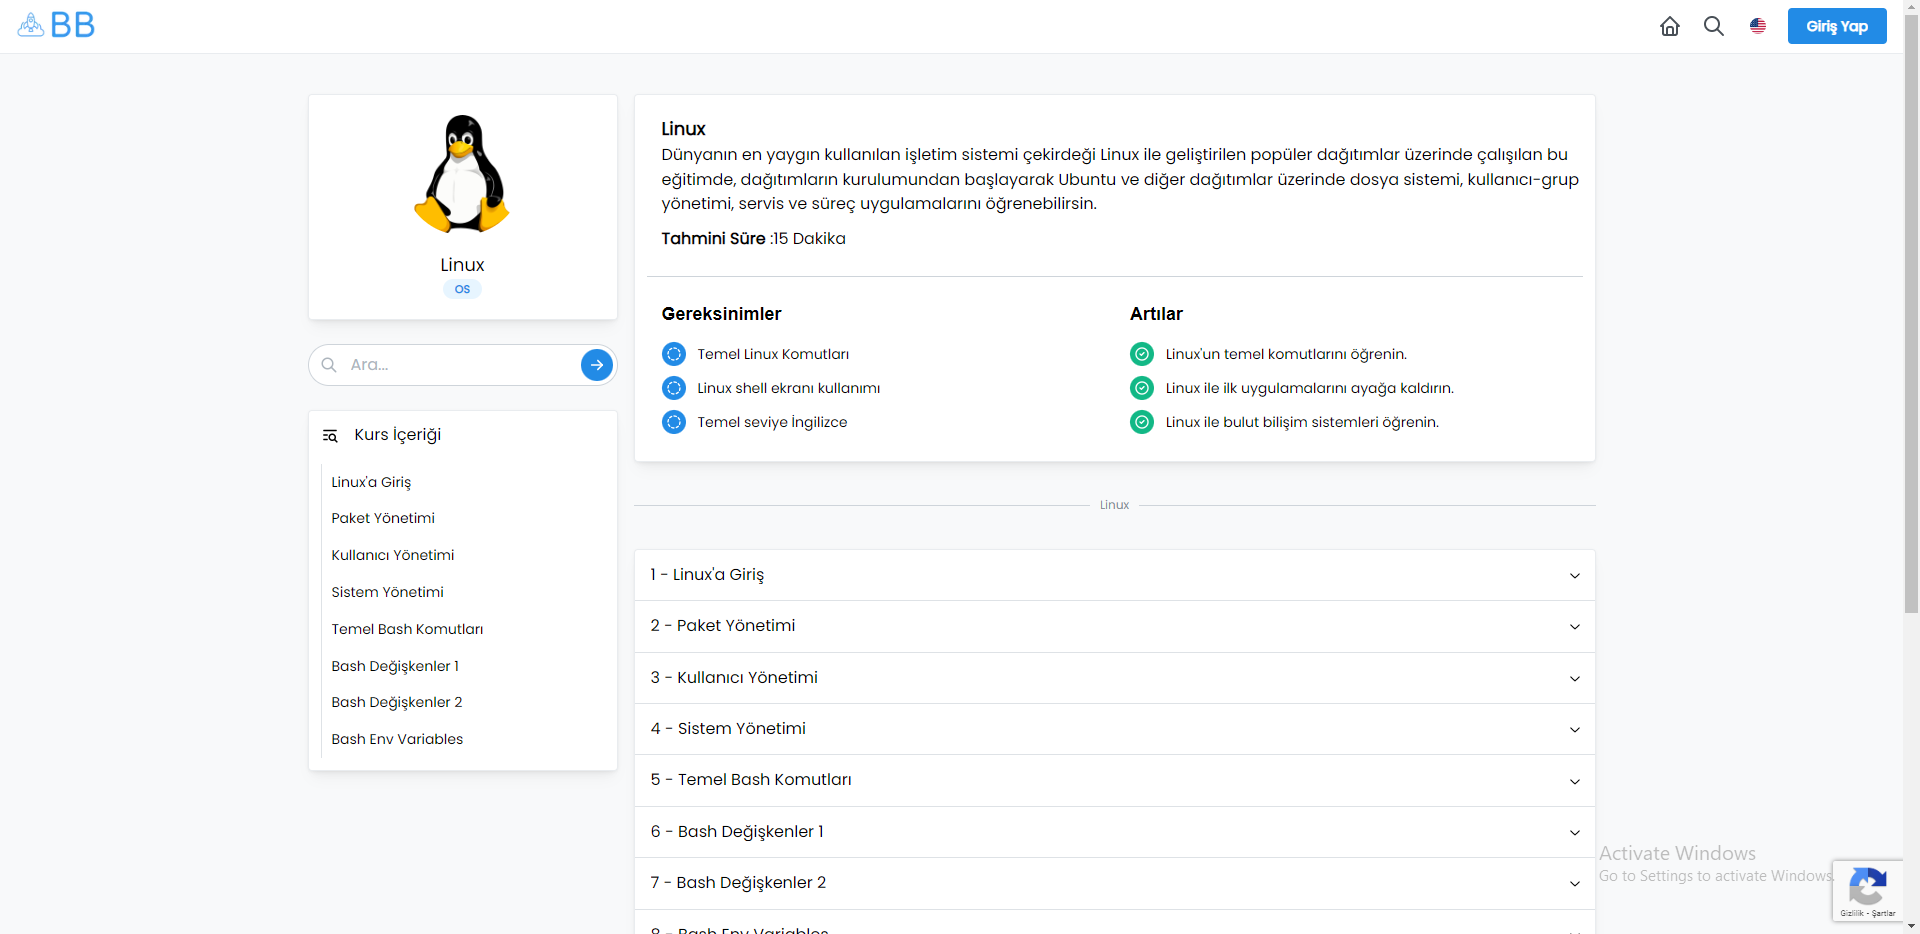 BB
Giriş Yap
Linux
OS
Ara...
Kurs İçeriği
Linux'a Giriş
Paket Yönetimi
Kullanıcı Yönetimi
Sistem Yönetimi
Temel Bash Komutları
Bash Değişkenler 1
Bash Değişkenler 2
Bash Env Variables
Linux
Dünyanın en yaygın kullanılan işletim sistemi çekirdeği Linux ile geliştirilen popüler dağıtımlar üzerinde çalışılan bu
eğitimde, dağıtımların kurulumundan başlayarak Ubuntu ve diğer dağıtımlar üzerinde dosya sistemi, kullanıcı-grup
yönetimi, servis ve süreç uygulamalarını öğrenebilirsin.
Tahmini Süre :15 Dakika
Gereksinimler
Temel Linux Komutları
Linux shell ekranı kullanımı
Temel seviye İngilizce
Artılar
Linux'un temel komutlarını öğrenin.
Linux ile ilk uygulamalarını ayağa kaldırın.
Linux ile bulut bilişim sistemleri öğrenin.
Linux
1 - Linux'a Giriş
2 - Paket Yönetimi
3 - Kullanıcı Yönetimi
4 - Sistem Yönetimi
5 - Temel Bash Komutları
6 - Bash Değişkenler 1
7 - Bash Değişkenler 2
8 - Bash Env Variables
Activate Windows
Go to Settings to activate Windows.
Gizlilik - Şartlar